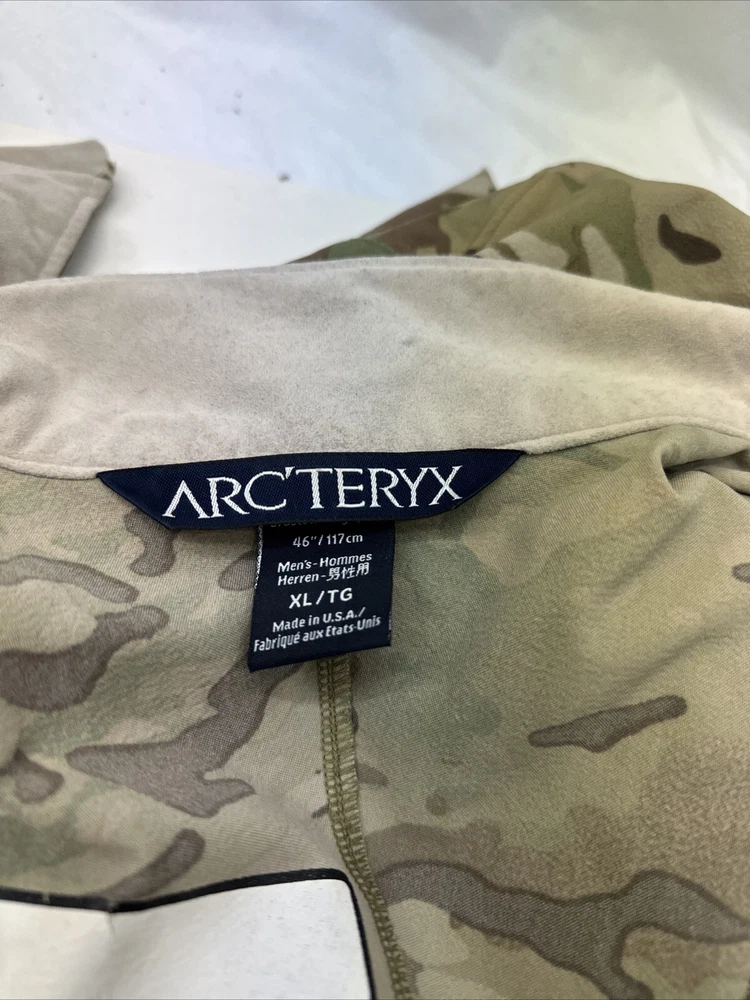 ARC'TERYX
46"/117cm
Men's-Hommes
Herren-男性用
XL/TG
Made in U.S.A./
Fabriqué aux États-Unis